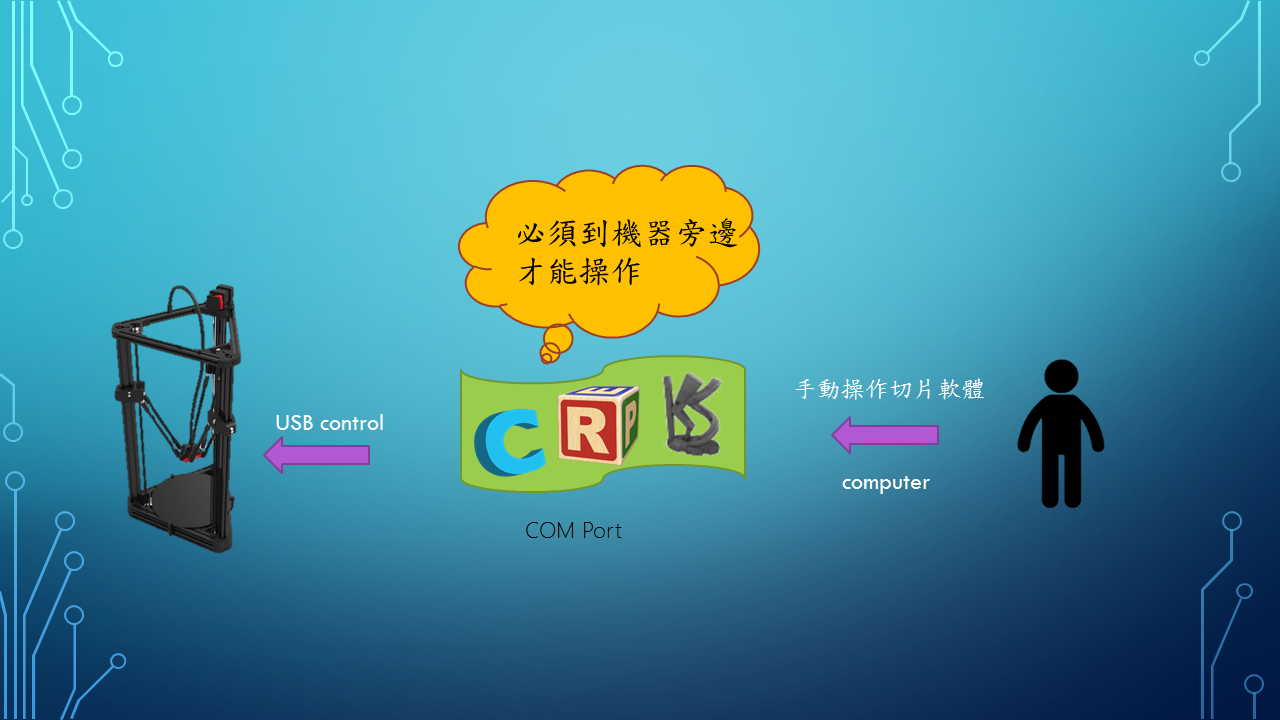 必須到機器旁邊
才能操作
手動操作切片軟體
USB control
C R P E KS
computer
COM Port